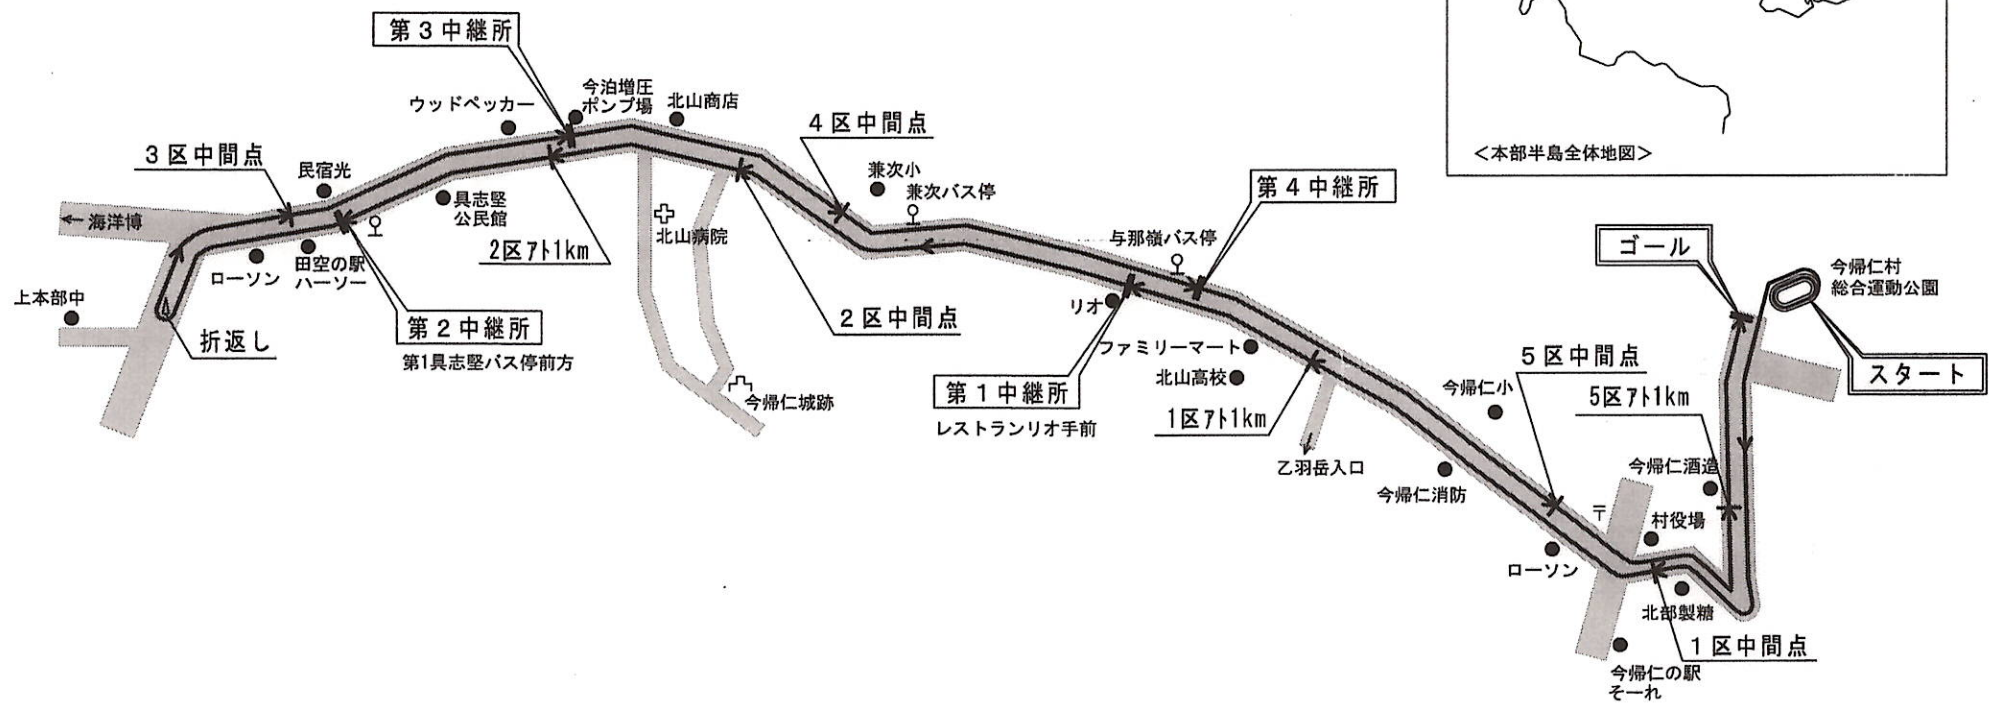 第3中継所
今泊増圧
ポンプ場
北山商店
ウッドペッカー
4区中間点
3区中間点
民宿光
兼次小
兼次バス停
＜本部半島全体地図＞
第4中継所
←海洋博
具志堅
公民館
北山病院
2区アト1km
与那嶺バス停
ゴール
今帰仁村
総合運動公園
ローソン
田空の駅
ハーソー
上本部中
リオ
2区中間点
第2中継所
第1具志堅バス停前方
折返し
ファミリーマート
北山高校
5区中間点
スタート
今帰仁城跡
第1中継所
レストランリオ手前
1区アト1km
今帰仁小
5区アト1km
乙羽岳入口
今帰仁消防
今帰仁酒造
〒
村役場
ローソン
北部製糖
1区中間点
今帰仁の駅
そーれ